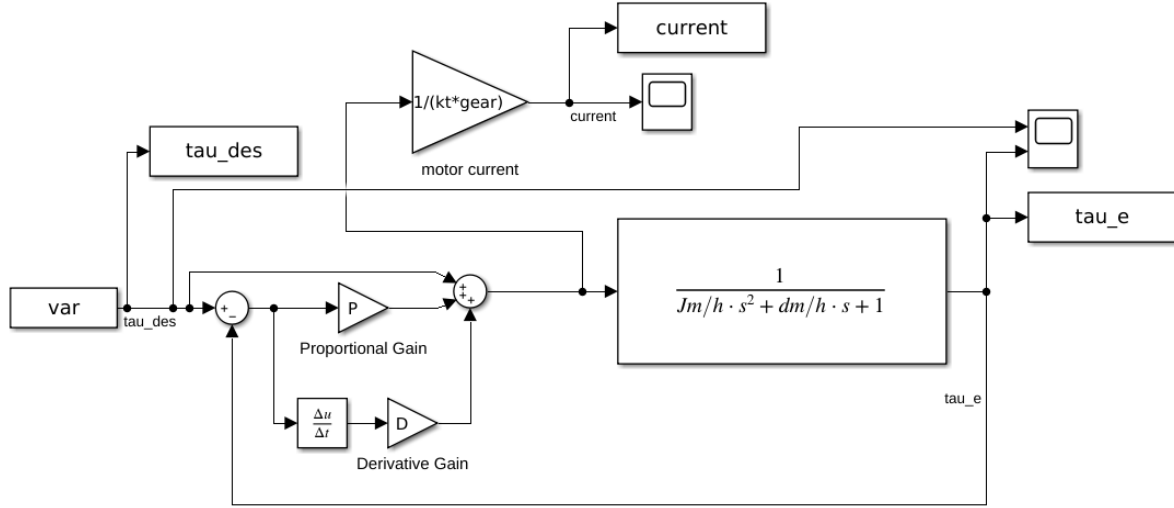 current
1/(kt*gear)
current
motor current
tau_des
tau_e
var
tau_des
+
−
P
+
+
+
1
Jm/h · s² + dm/h · s + 1
Proportional Gain
Δu
Δt
D
Derivative Gain
tau_e